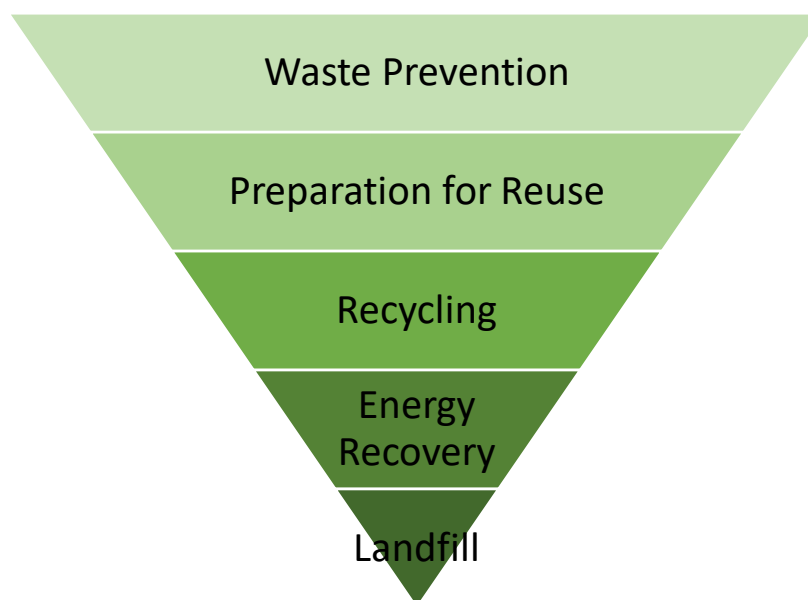 Waste Prevention
Preparation for Reuse
Recycling
Energy
Recovery
Landfill